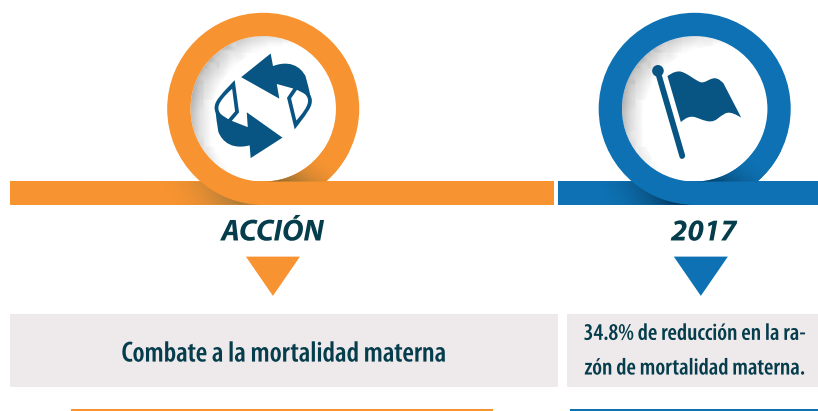 ACCIÓN
2017
Combate a la mortalidad materna
34.8% de reducción en la ra-
zón de mortalidad materna.